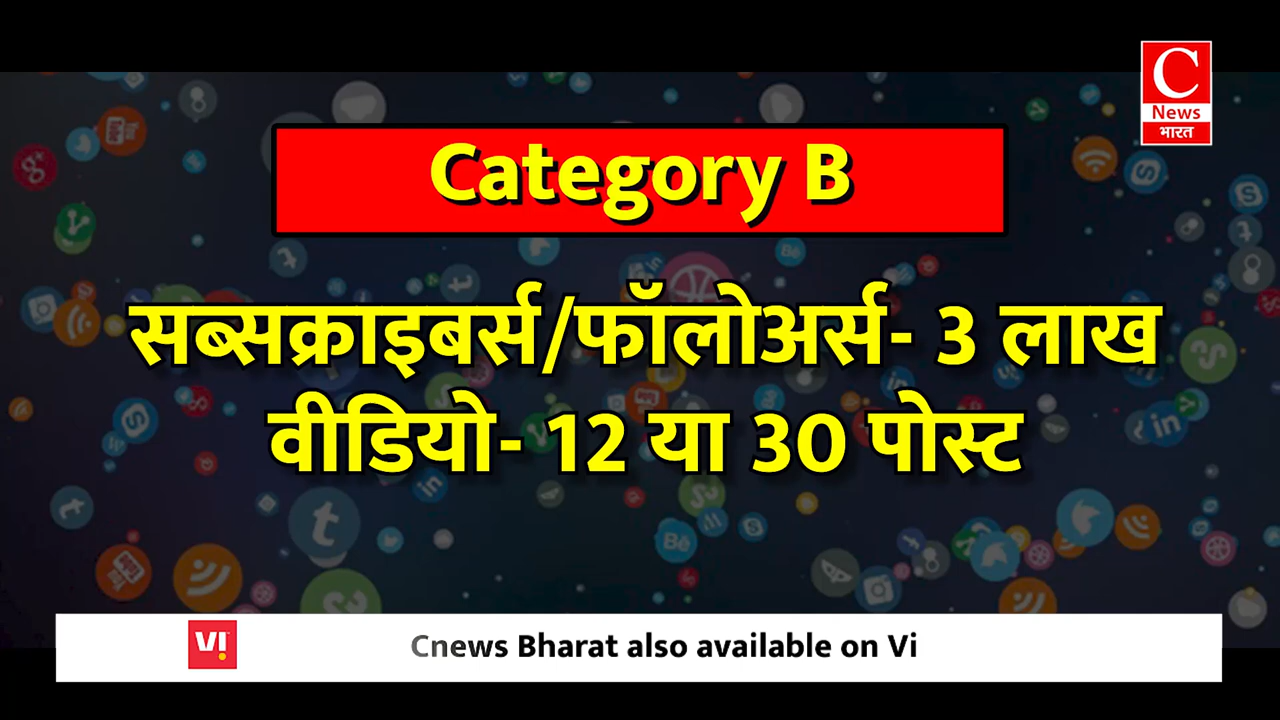 C
News
भारत
Category B
सब्सक्राइबर्स/फॉलोअर्स- 3 लाख
वीडियो- 12 या 30 पोस्ट
VI
Cnews Bharat also available on Vi